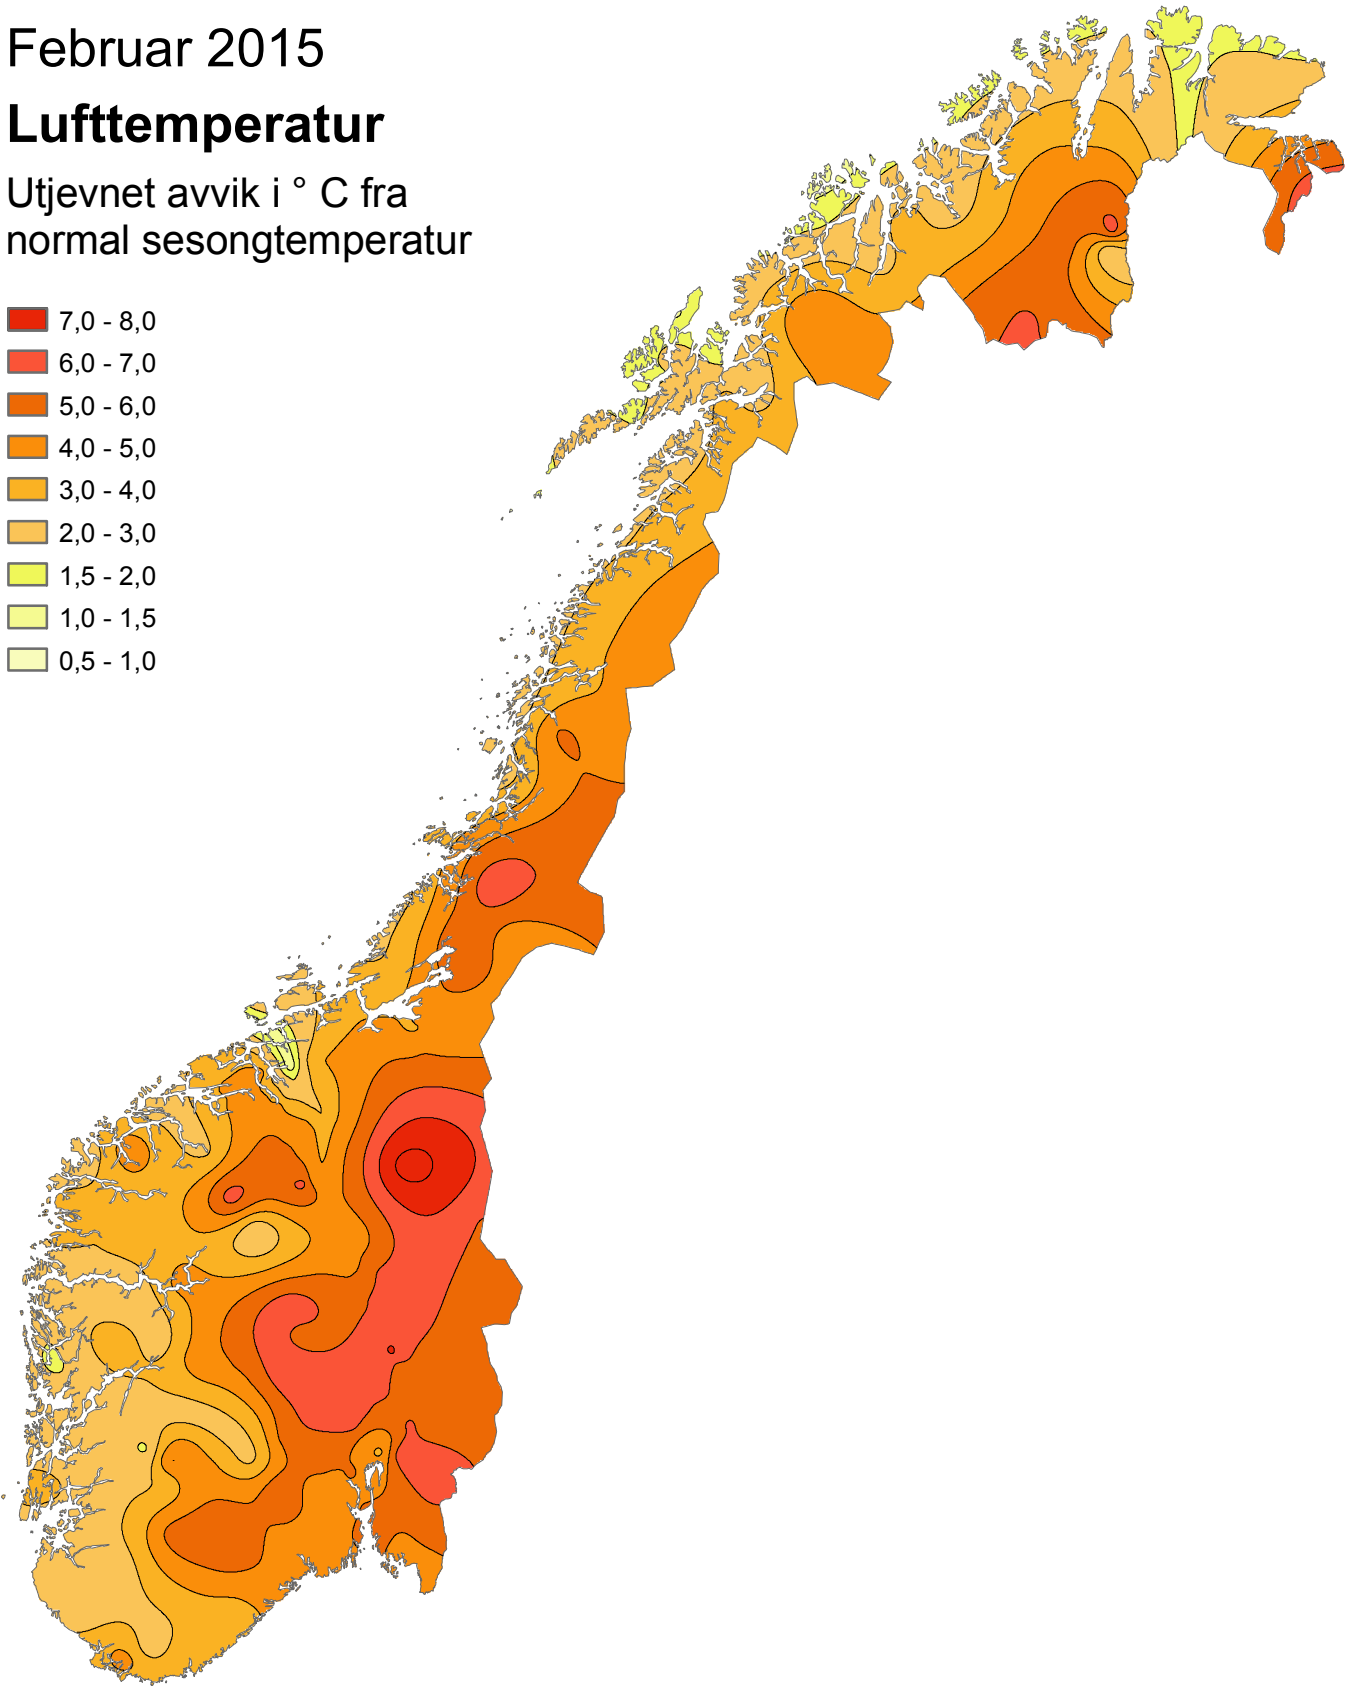 Februar 2015
Lufttemperatur
Utjevnet avvik i ° C fra
normal sesongtemperatur
7,0 - 8,0
6,0 - 7,0
5,0 - 6,0
4,0 - 5,0
3,0 - 4,0
2,0 - 3,0
1,5 - 2,0
1,0 - 1,5
0,5 - 1,0